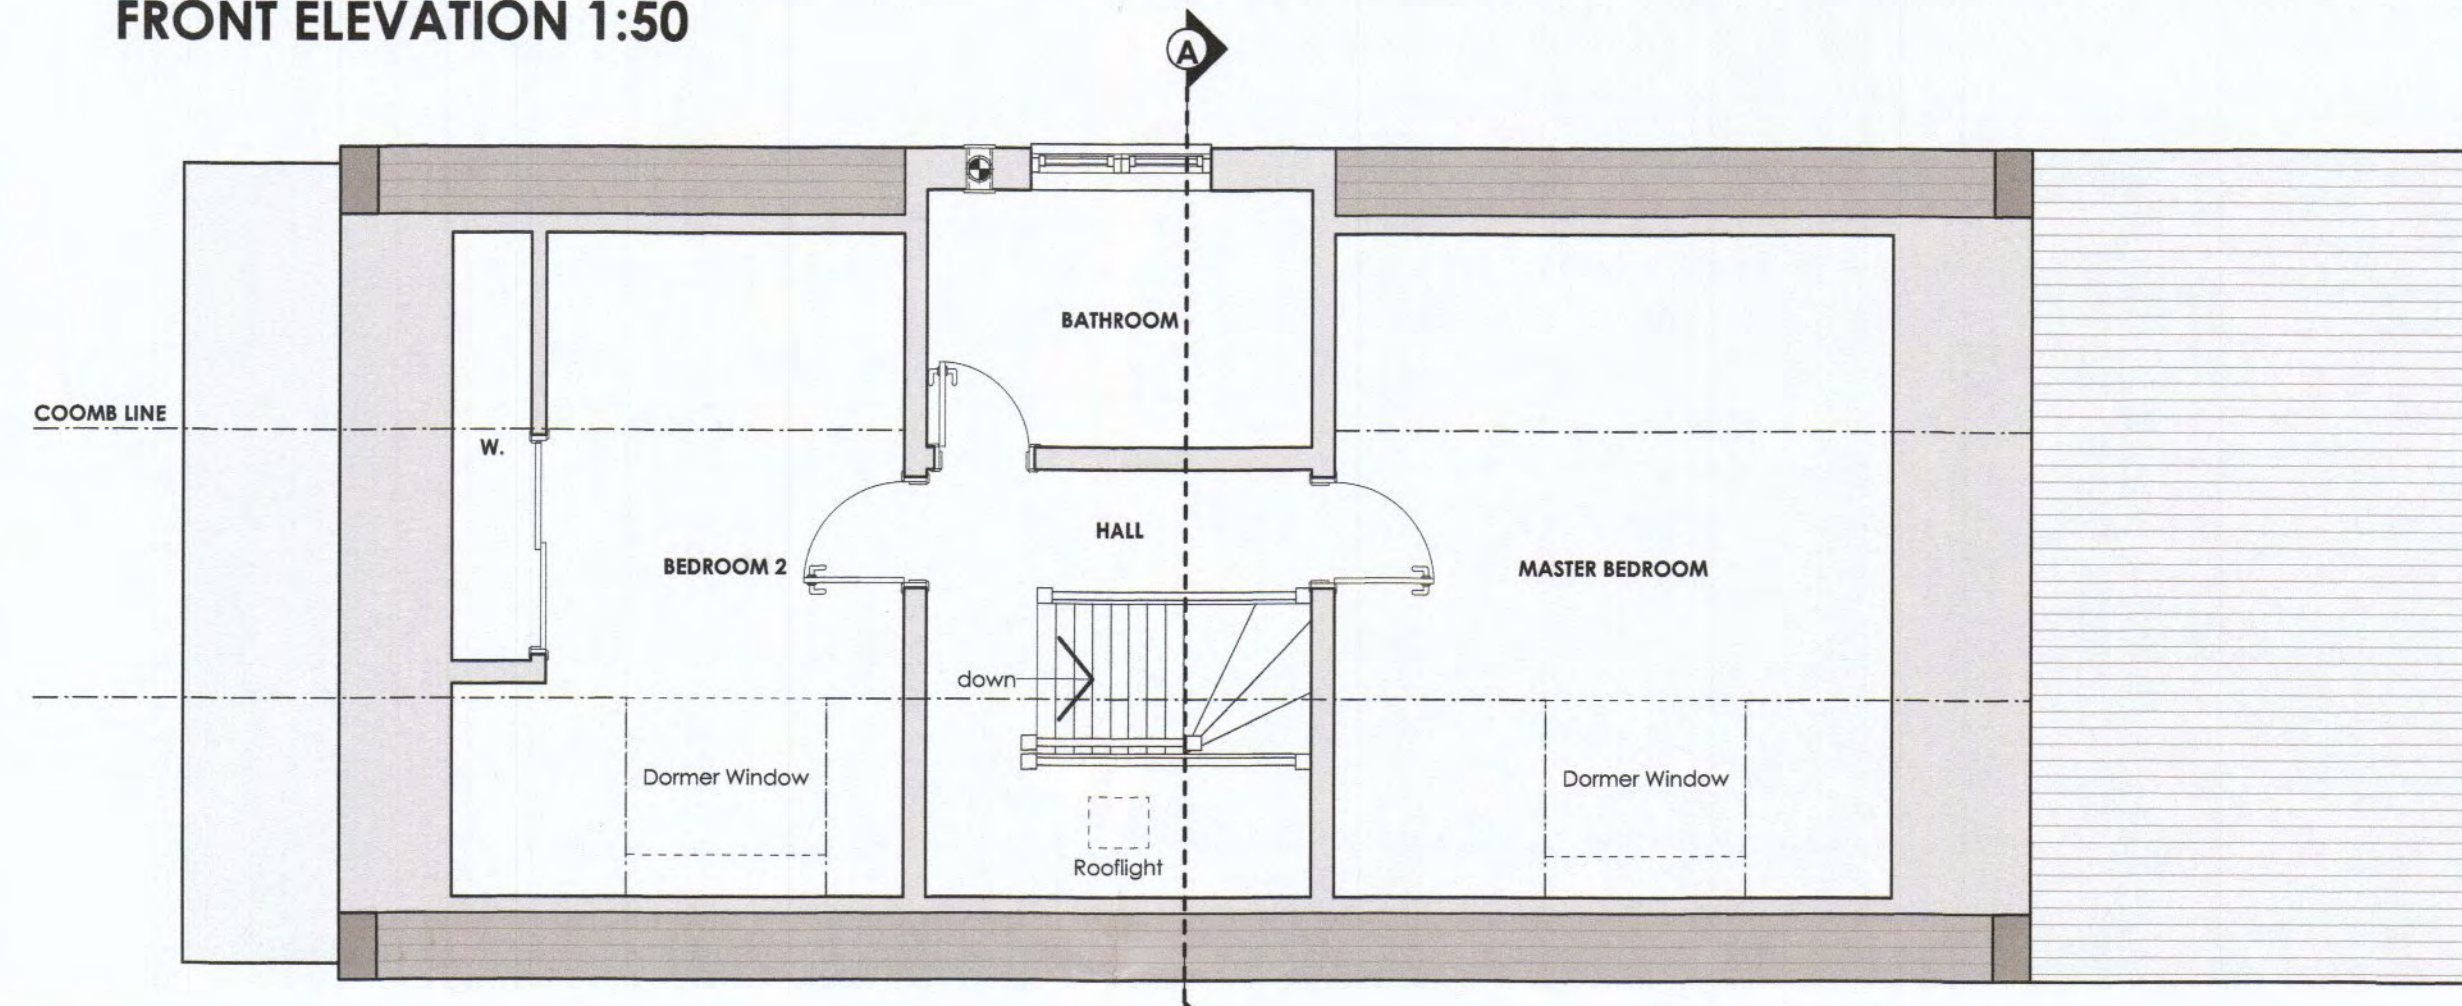 FRONT ELEVATION 1:50
A
BATHROOM
COOMB LINE
W.
HALL
BEDROOM 2
MASTER BEDROOM
down
Dormer Window
Dormer Window
Rooflight